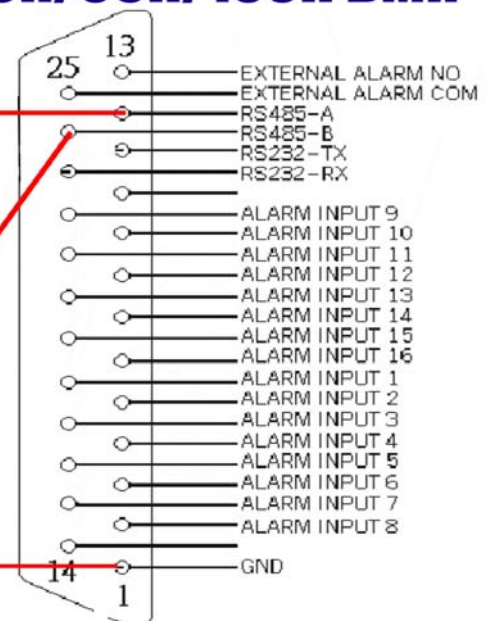 13
25
EXTERNAL ALARM NO
EXTERNAL ALARM COM
RS485-A
RS485-B
RS232-TX
RS232-RX
ALARM INPUT 9
ALARM INPUT 10
ALARM INPUT 11
ALARM INPUT 12
ALARM INPUT 13
ALARM INPUT 14
ALARM INPUT 15
ALARM INPUT 16
ALARM INPUT 1
ALARM INPUT 2
ALARM INPUT 3
ALARM INPUT 4
ALARM INPUT 5
ALARM INPUT 6
ALARM INPUT 7
ALARM INPUT 8
14
GND
1